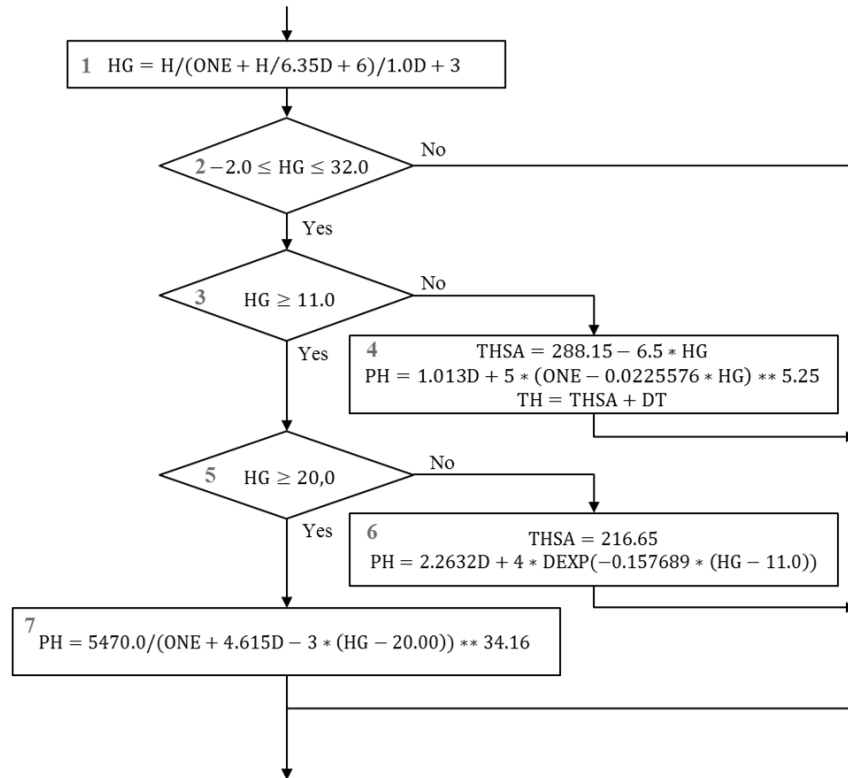 1 HG = H/(ONE + H/6.35D + 6)/1.0D + 3
2 −2.0 ≤ HG ≤ 32.0
No
Yes
3 HG ≥ 11.0
No
Yes
4
THSA = 288.15 − 6.5 ∗ HG
PH = 1.013D + 5 ∗ (ONE − 0.0225576 ∗ HG) ∗∗ 5.25
TH = THSA + DT
5 HG ≥ 20,0
No
Yes
6
THSA = 216.65
PH = 2.2632D + 4 ∗ DEXP(−0.157689 ∗ (HG − 11.0))
7
PH = 5470.0/(ONE + 4.615D − 3 ∗ (HG − 20.00)) ∗∗ 34.16